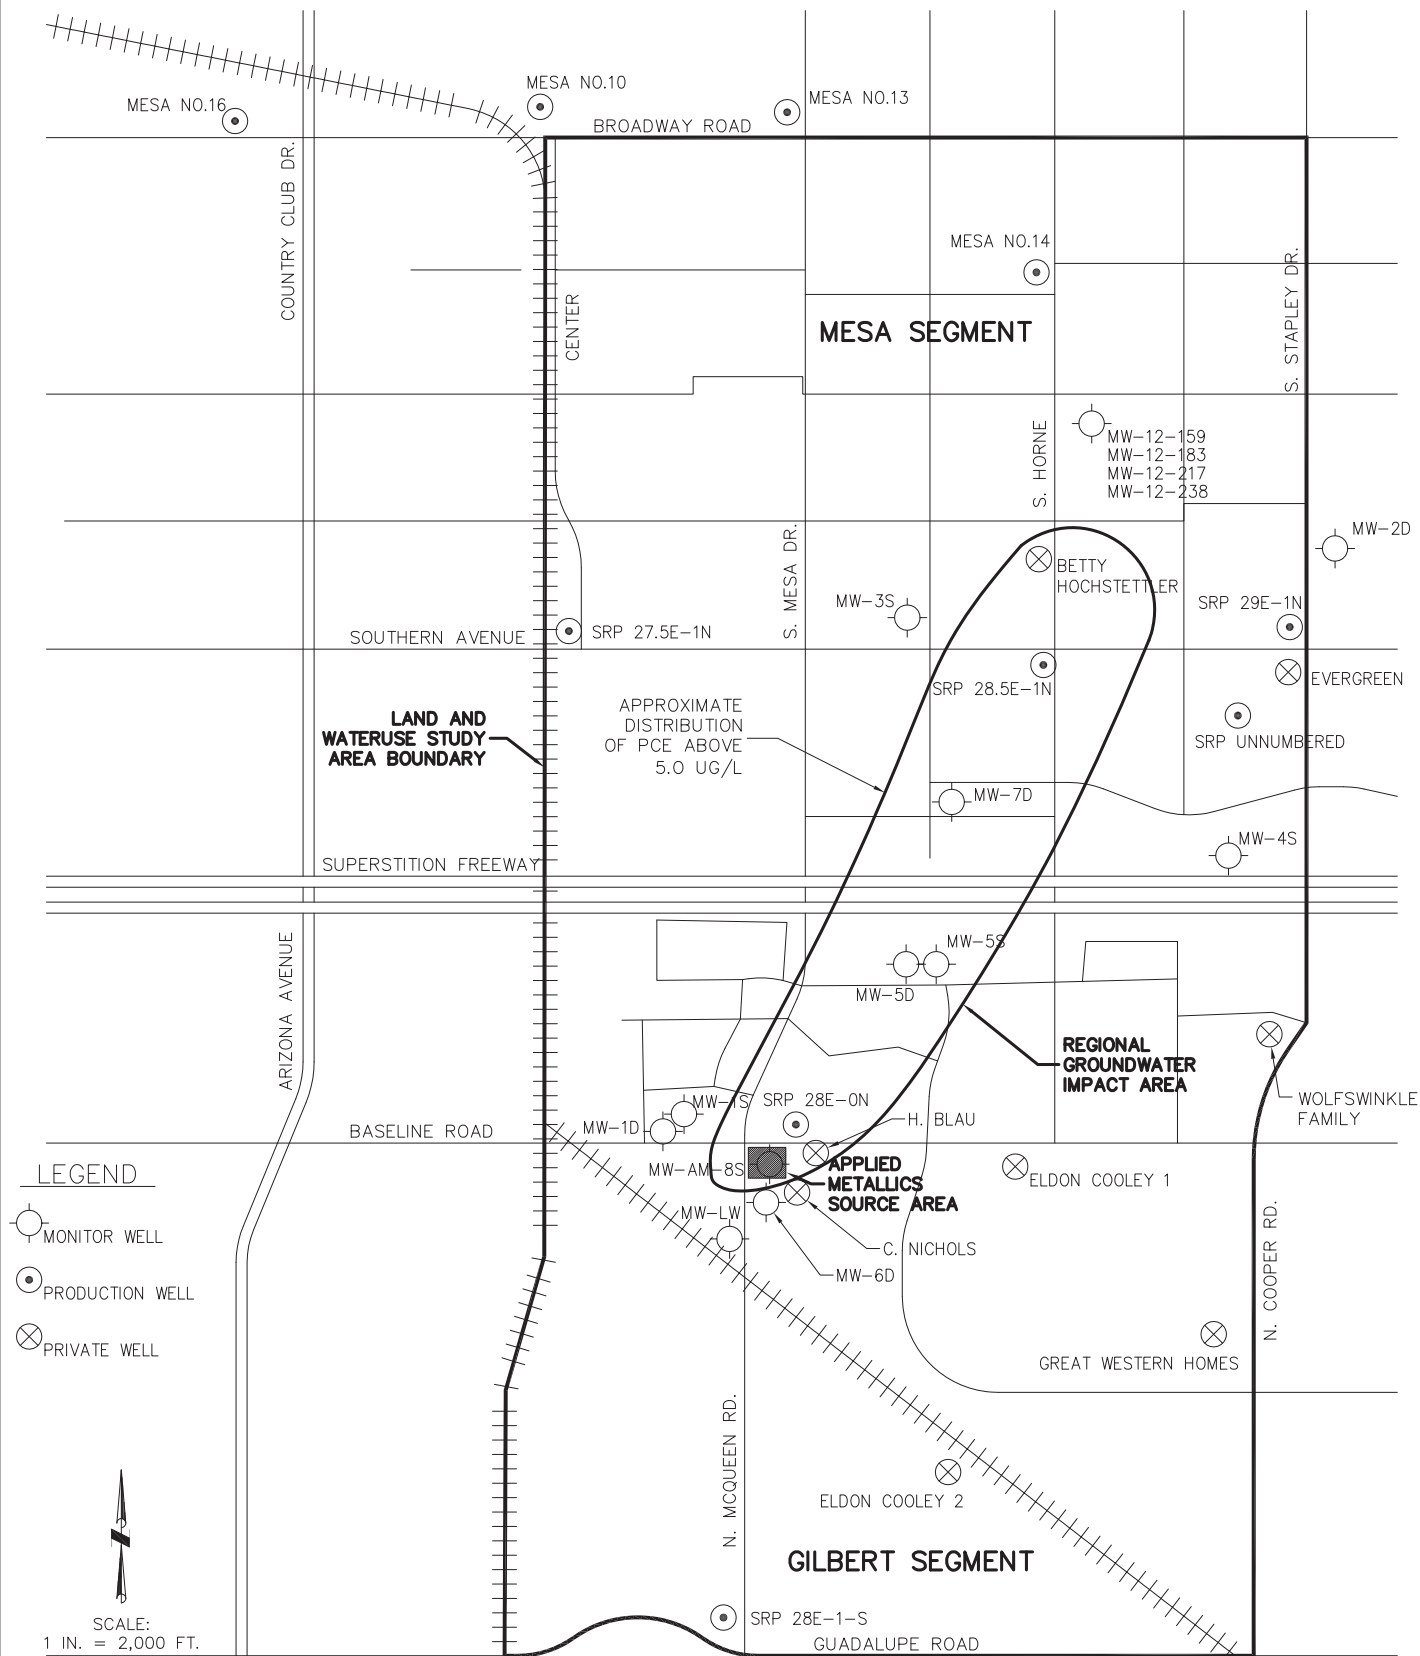 MESA NO.10
MESA NO.16
MESA NO.13
BROADWAY ROAD
COUNTRY CLUB DR.
MESA NO.14
S. STAPLEY DR.
CENTER
MESA SEGMENT
S. HORNE
MW-12-159
MW-12-183
MW-12-217
MW-12-238
MW-2D
S. MESA DR.
BETTY
HOCHSTETTLER
MW-3S
SRP 29E-1N
SOUTHERN AVENUE
SRP 27.5E-1N
EVERGREEN
SRP 28.5E-1N
APPROXIMATE
DISTRIBUTION
OF PCE ABOVE
5.0 UG/L
LAND AND
WATERUSE STUDY
AREA BOUNDARY
SRP UNNUMBERED
MW-7D
MW-4S
SUPERSTITION FREEWAY
ARIZONA AVENUE
MW-5S
MW-5D
REGIONAL
GROUNDWATER
IMPACT AREA
WOLFSWINKLE
FAMILY
MW-1S
SRP 28E-0N
MW-1D
H. BLAU
BASELINE ROAD
MW-AM-8S
APPLIED
METALLICS
SOURCE AREA
ELDON COOLEY 1
MW-LW
C. NICHOLS
MW-6D
N. COOPER RD.
LEGEND
MONITOR WELL
PRODUCTION WELL
PRIVATE WELL
GREAT WESTERN HOMES
N. MCQUEEN RD.
ELDON COOLEY 2
GILBERT SEGMENT
SCALE:
1 IN. = 2,000 FT.
SRP 28E-1-S
GUADALUPE ROAD